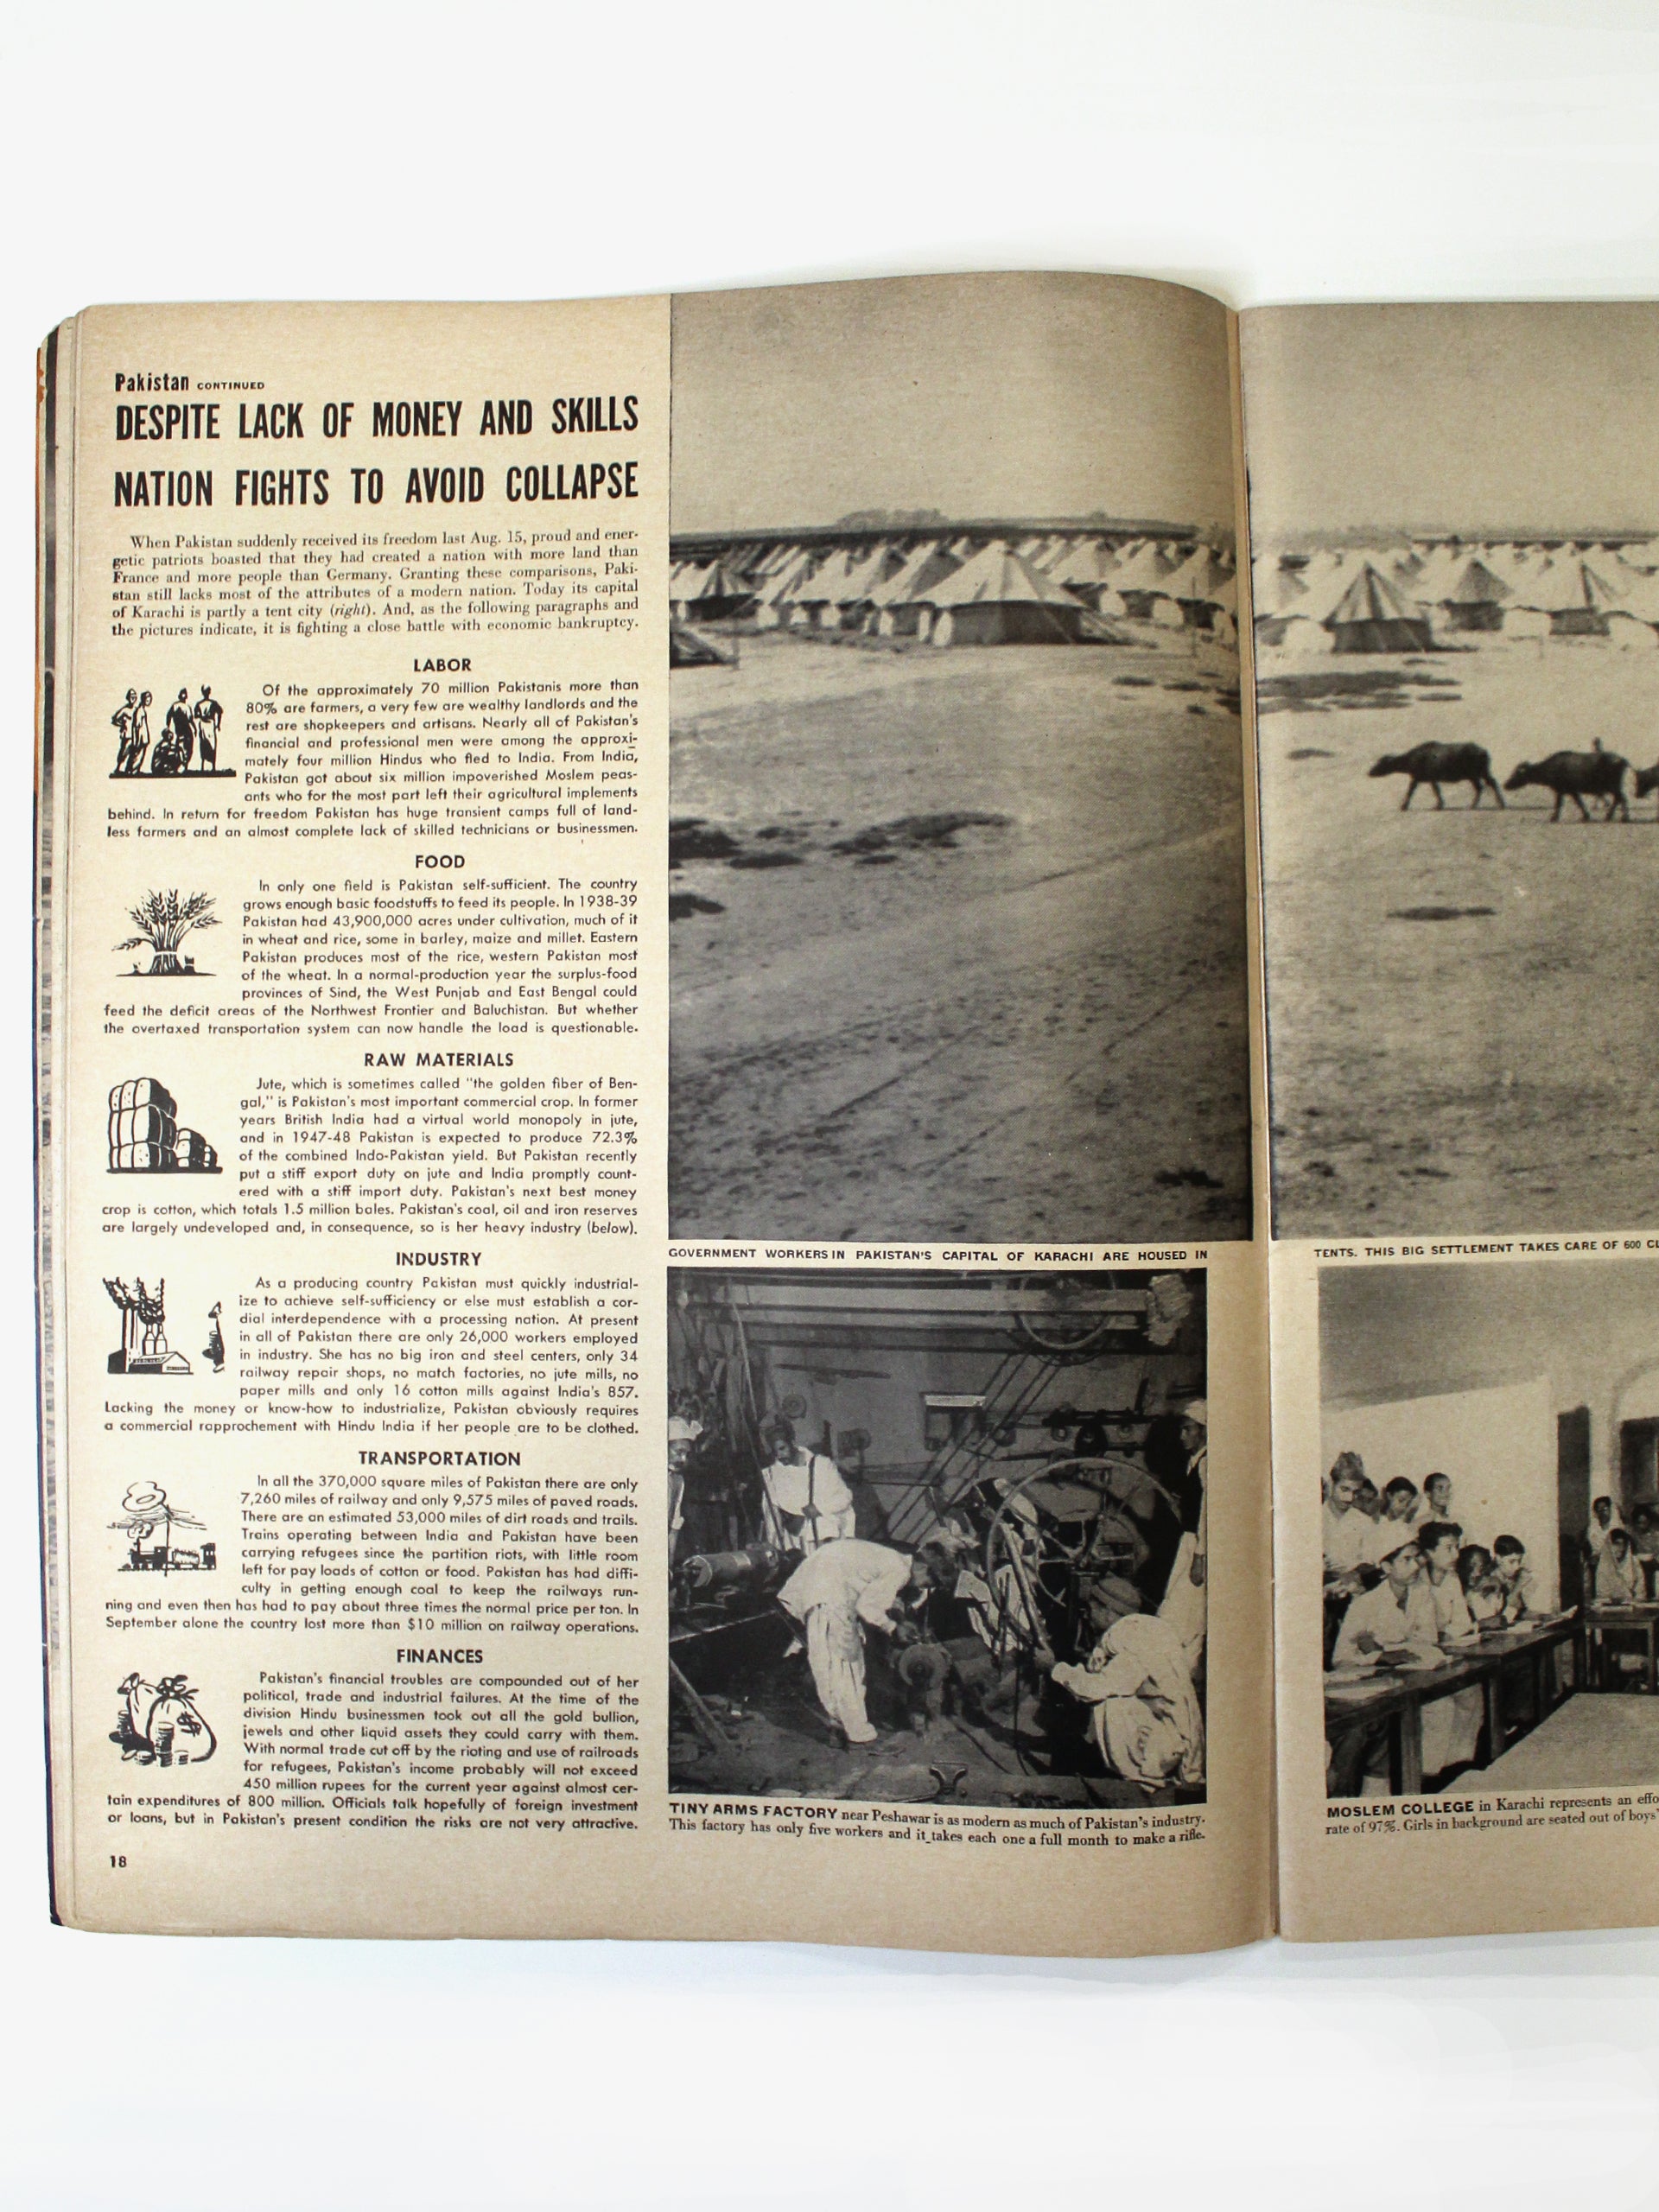 Pakistan CONTINUED
DESPITE LACK OF MONEY AND SKILLS
NATION FIGHTS TO AVOID COLLAPSE
When Pakistan suddenly received its freedom last Aug. 15, proud and ener-
getic patriots boasted that they had created a nation with more land than
France and more people than Germany. Granting these comparisons, Paki-
stan still lacks most of the attributes of a modern nation. Today its capital
of Karachi is partly a tent city (right). And, as the following paragraphs and
the pictures indicate, it is fighting a close battle with economic bankruptcy.
LABOR
Of the approximately 70 million Pakistanis more than
80% are farmers, a very few are wealthy landlords and the
rest are shopkeepers and artisans. Nearly all of Pakistan's
financial and professional men were among the approxi-
mately four million Hindus who fled to India. From India,
Pakistan got about six million impoverished Moslem peas-
ants who for the most part left their agricultural implements
behind. In return for freedom Pakistan has huge transient camps full of land-
less farmers and an almost complete lack of skilled technicians or businessmen.
FOOD
In only one field is Pakistan self-sufficient. The country
grows enough basic foodstuffs to feed its people. In 1938-39
Pakistan had 43,900,000 acres under cultivation, much of it
in wheat and rice, some in barley, maize and millet. Eastern
Pakistan produces most of the rice, western Pakistan most
of the wheat. In a normal-production year the surplus-food
provinces of Sind, the West Punjab and East Bengal could
feed the deficit areas of the Northwest Frontier and Baluchistan. But whether
the overtaxed transportation system can now handle the load is questionable.
RAW MATERIALS
Jute, which is sometimes called "the golden fiber of Ben-
gal," is Pakistan's most important commercial crop. In former
years British India had a virtual world monopoly in jute,
and in 1947-48 Pakistan is expected to produce 72.3%
of the combined Indo-Pakistan yield. But Pakistan recently
put a stiff export duty on jute and India promptly count-
ered with a stiff import duty. Pakistan's next best money
crop is cotton, which totals 1.5 million bales. Pakistan's coal, oil and iron reserves
are largely undeveloped and, in consequence, so is her heavy industry (below).
INDUSTRY
As a producing country Pakistan must quickly industrial-
ize to achieve self-sufficiency or else must establish a cor-
dial interdependence with a processing nation. At present
in all of Pakistan there are only 26,000 workers employed
in industry. She has no big iron and steel centers, only 34
railway repair shops, no match factories, no jute mills, no
paper mills and only 16 cotton mills against India's 857.
Lacking the money or know-how to industrialize, Pakistan obviously requires
a commercial rapprochement with Hindu India if her people are to be clothed.
TRANSPORTATION
In all the 370,000 square miles of Pakistan there are only
7,260 miles of railway and only 9,575 miles of paved roads.
There are an estimated 53,000 miles of dirt roads and trails.
Trains operating between India and Pakistan have been
carrying refugees since the partition riots, with little room
left for pay loads of cotton or food. Pakistan has had diffi-
culty in getting enough coal to keep the railways run-
ning and even then has had to pay about three times the normal price per ton. In
September alone the country lost more than $10 million on railway operations.
FINANCES
Pakistan's financial troubles are compounded out of her
political, trade and industrial failures. At the time of the
division Hindu businessmen took out all the gold bullion,
jewels and other liquid assets they could carry with them.
With normal trade cut off by the rioting and use of railroads
for refugees, Pakistan's income probably will not exceed
450 million rupees for the current year against almost cer-
tain expenditures of 800 million. Officials talk hopefully of foreign investment
or loans, but in Pakistan's present condition the risks are not very attractive.
18
GOVERNMENT WORKERS IN PAKISTAN'S CAPITAL OF KARACHI ARE HOUSED IN
TINY ARMS FACTORY near Peshawar is as modern as much of Pakistan's industry.
This factory has only five workers and it takes each one a full month to make a rifle.
TENTS. THIS BIG SETTLEMENT TAKES CARE OF 600 CL
MOSLEM COLLEGE in Karachi represents an effo
rate of 97%. Girls in background are seated out of boys'